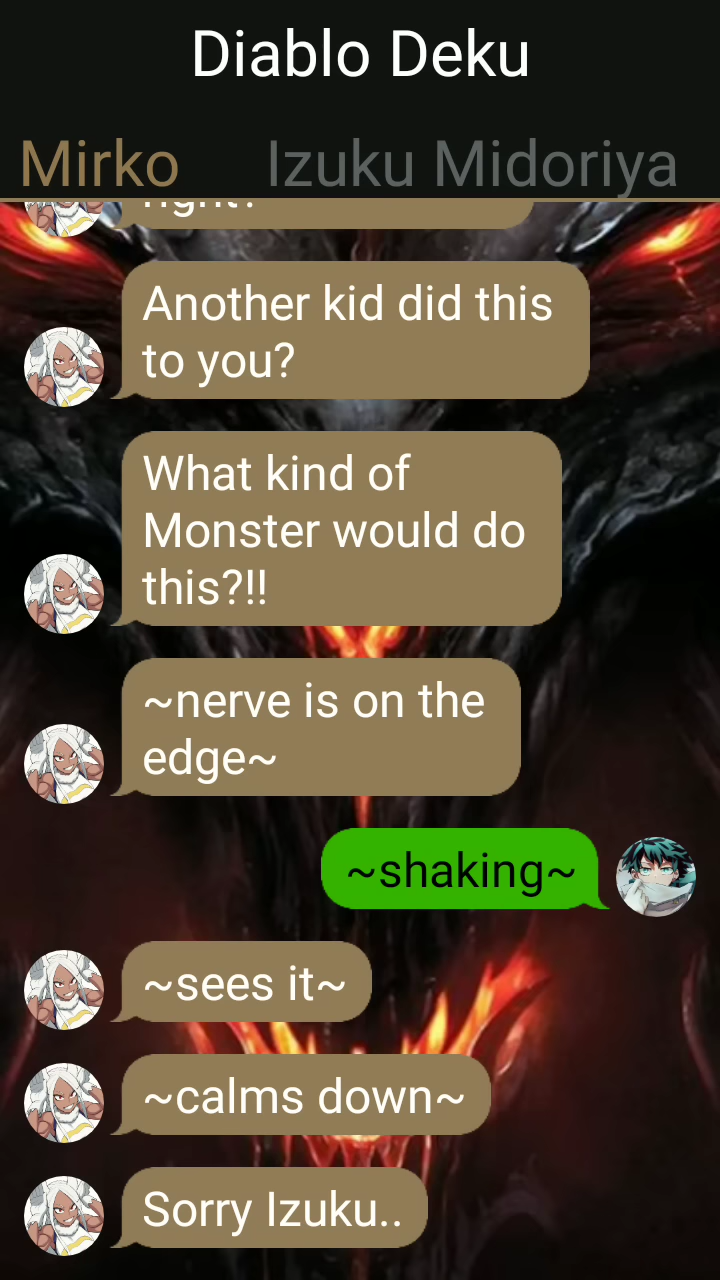 Diablo Deku
Mirko Izuku Midoriya
right?
Another kid did this
to you?
What kind of
Monster would do
this?!!
~nerve is on the
edge~
~shaking~
~sees it~
~calms down~
Sorry Izuku..